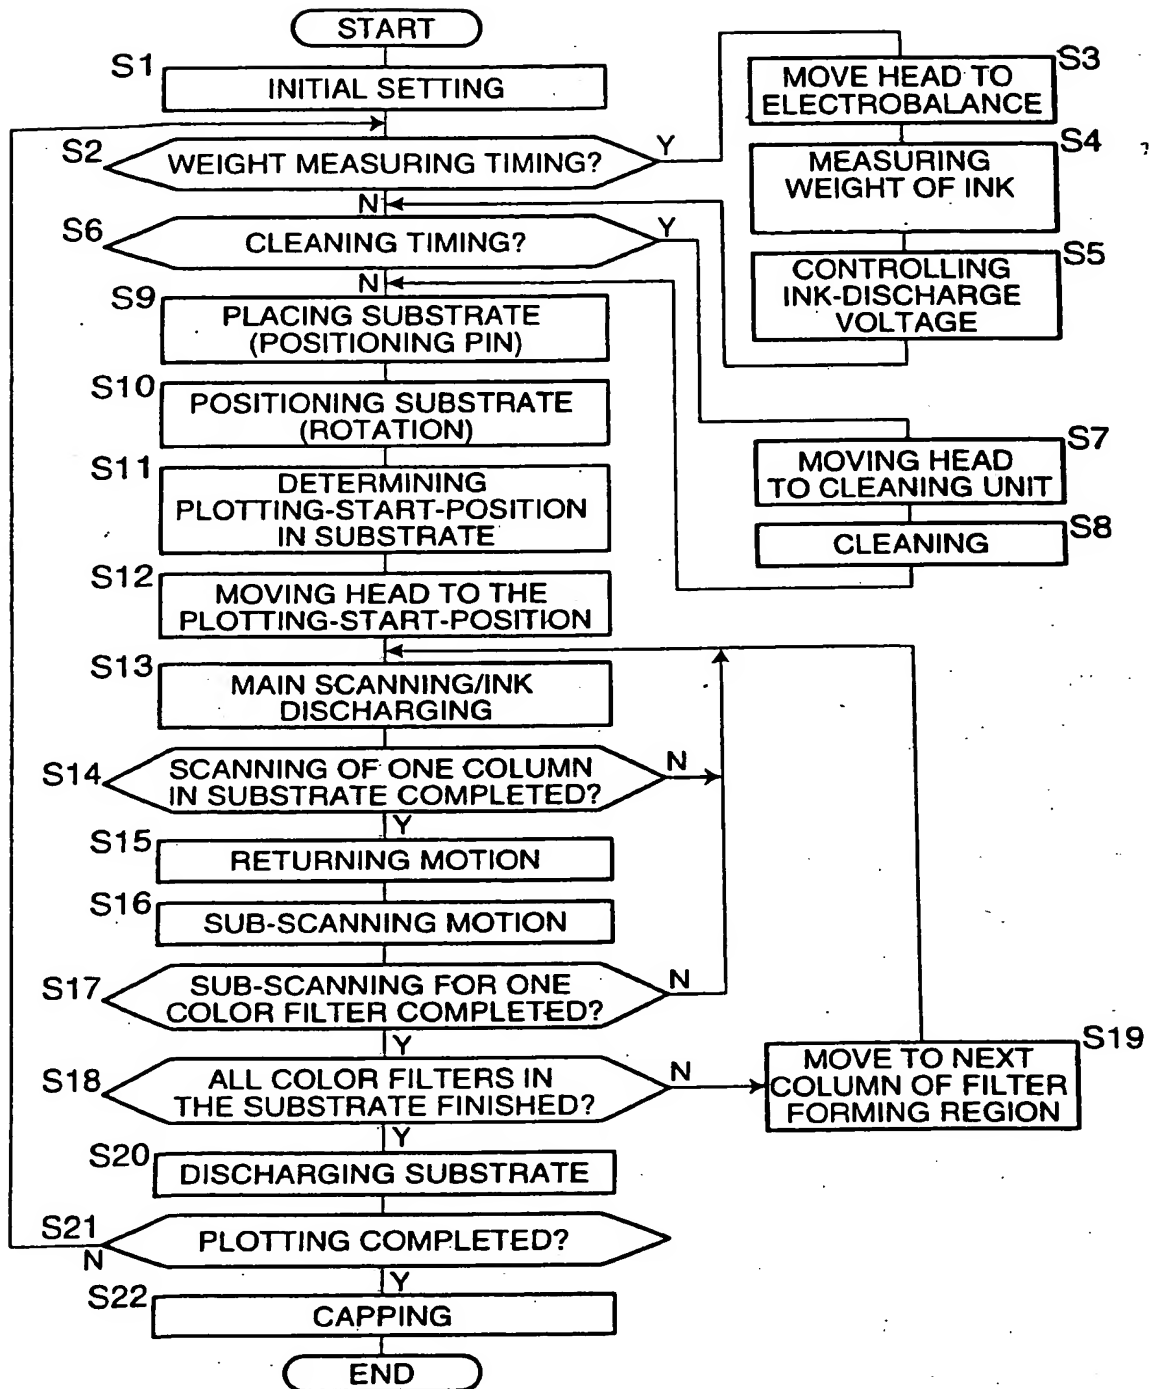 START
S1
INITIAL SETTING
S2
WEIGHT MEASURING TIMING?
Y
N
S3
MOVE HEAD TO
ELECTROBALANCE
S4
MEASURING
WEIGHT OF INK
S5
CONTROLLING
INK-DISCHARGE
VOLTAGE
S6
CLEANING TIMING?
Y
N
S7
MOVING HEAD
TO CLEANING UNIT
S8
CLEANING
S9
PLACING SUBSTRATE
(POSITIONING PIN)
S10
POSITIONING SUBSTRATE
(ROTATION)
S11
DETERMINING
PLOTTING-START-POSITION
IN SUBSTRATE
S12
MOVING HEAD TO THE
PLOTTING-START-POSITION
S13
MAIN SCANNING/INK
DISCHARGING
S14
SCANNING OF ONE COLUMN
IN SUBSTRATE COMPLETED?
N
Y
S15
RETURNING MOTION
S16
SUB-SCANNING MOTION
S17
SUB-SCANNING FOR ONE
COLOR FILTER COMPLETED?
N
Y
S18
ALL COLOR FILTERS IN
THE SUBSTRATE FINISHED?
N
Y
S19
MOVE TO NEXT
COLUMN OF FILTER
FORMING REGION
S20
DISCHARGING SUBSTRATE
S21
PLOTTING COMPLETED?
N
Y
S22
CAPPING
END